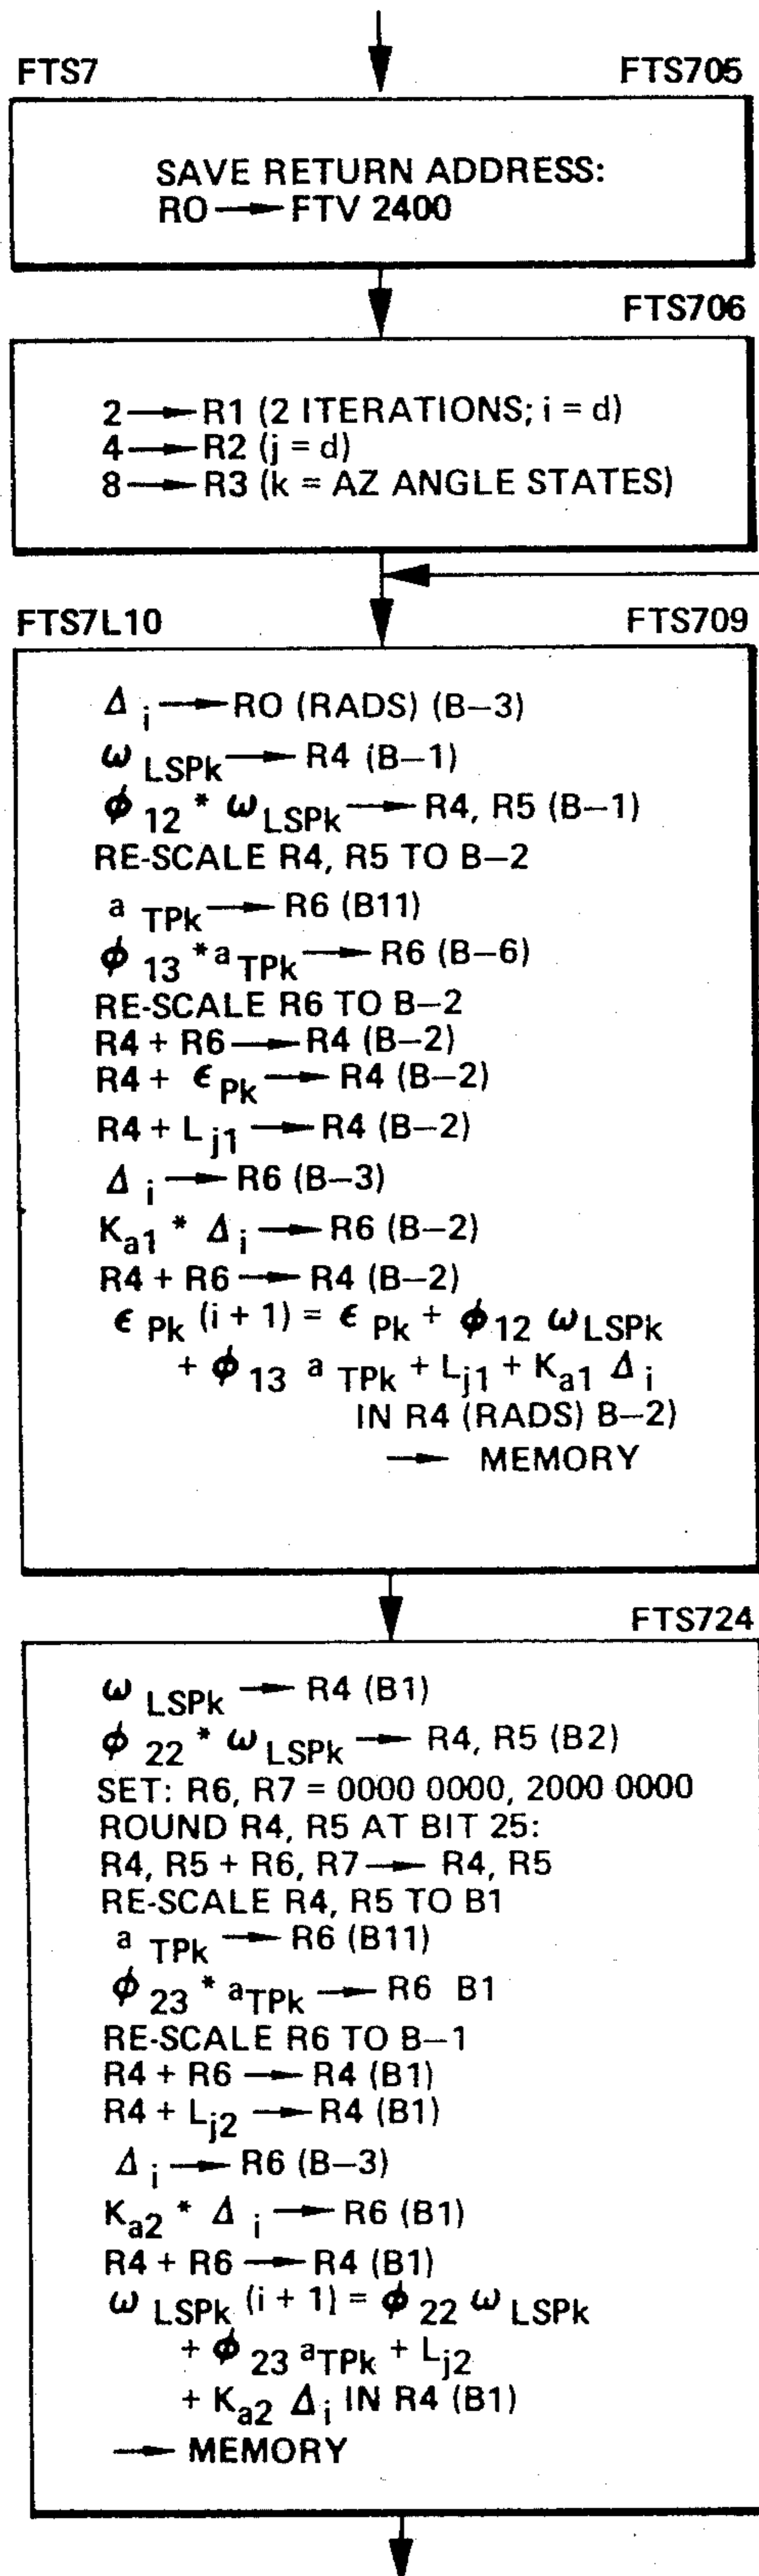 FTS7 FTS705
SAVE RETURN ADDRESS:
RO → FTV 2400
FTS706
2 → R1 (2 ITERATIONS; i = d)
4 → R2 (j = d)
8 → R3 (k = AZ ANGLE STATES)
FTS7L10 FTS709
Δ i → RO (RADS) (B–3)
ω LSPk → R4 (B–1)
ϕ 12 * ω LSPk → R4, R5 (B–1)
RE-SCALE R4, R5 TO B–2
a TPk → R6 (B11)
ϕ 13 * a TPk → R6 (B–6)
RE-SCALE R6 TO B–2
R4 + R6 → R4 (B–2)
R4 + ϵ Pk → R4 (B–2)
R4 + L j1 → R4 (B–2)
Δ i → R6 (B–3)
K a1 * Δ i → R6 (B–2)
R4 + R6 → R4 (B–2)
ϵ Pk (i + 1) = ϵ Pk + ϕ 12 ω LSPk
+ ϕ 13 a TPk + L j1 + K a1 Δ i
IN R4 (RADS) B–2)
→ MEMORY
FTS724
ω LSPk → R4 (B1)
ϕ 22 * ω LSPk → R4, R5 (B2)
SET: R6, R7 = 0000 0000, 2000 0000
ROUND R4, R5 AT BIT 25:
R4, R5 + R6, R7 → R4, R5
RE-SCALE R4, R5 TO B1
a TPk → R6 (B11)
ϕ 23 * a TPk → R6 B1
RE-SCALE R6 TO B–1
R4 + R6 → R4 (B1)
R4 + L j2 → R4 (B1)
Δ i → R6 (B–3)
K a2 * Δ i → R6 (B1)
R4 + R6 → R4 (B1)
ω LSPk (i + 1) = ϕ 22 ω LSPk
+ ϕ 23 a TPk + L j2
+ K a2 Δ i IN R4 (B1)
→ MEMORY